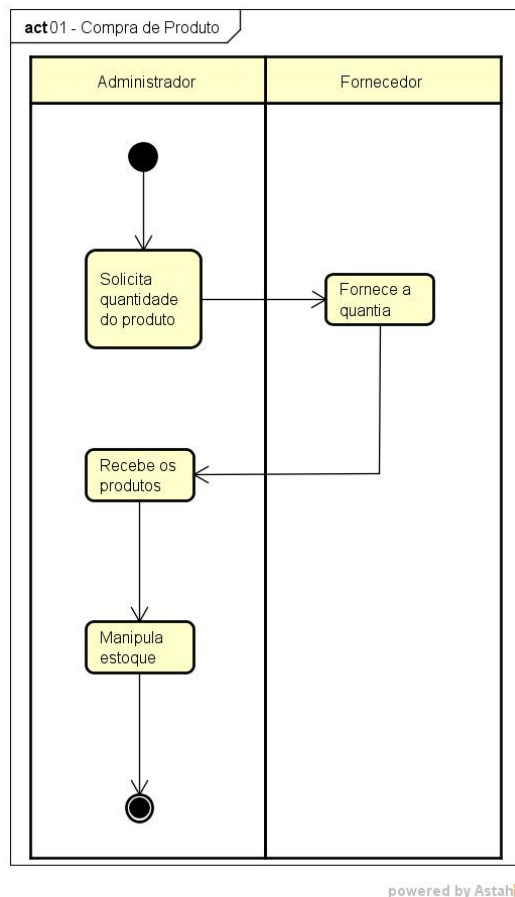 act 01 - Compra de Produto
Administrador
Fornecedor
Solicita
quantidade
do produto
Fornece a
quantia
Recebe os
produtos
Manipula
estoque
powered by Astah